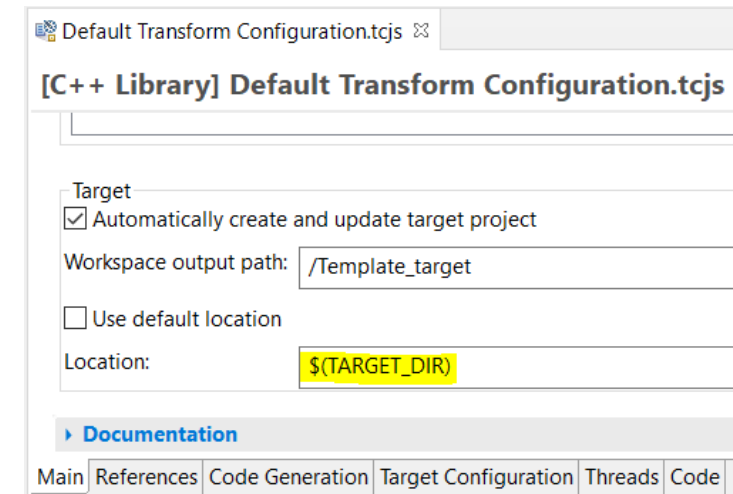 Default Transform Configuration.tcjs
[C++ Library] Default Transform Configuration.tcjs
Target
Automatically create and update target project
Workspace output path: /Template_target
Use default location
Location: $(TARGET_DIR)
Documentation
Main References Code Generation Target Configuration Threads Code